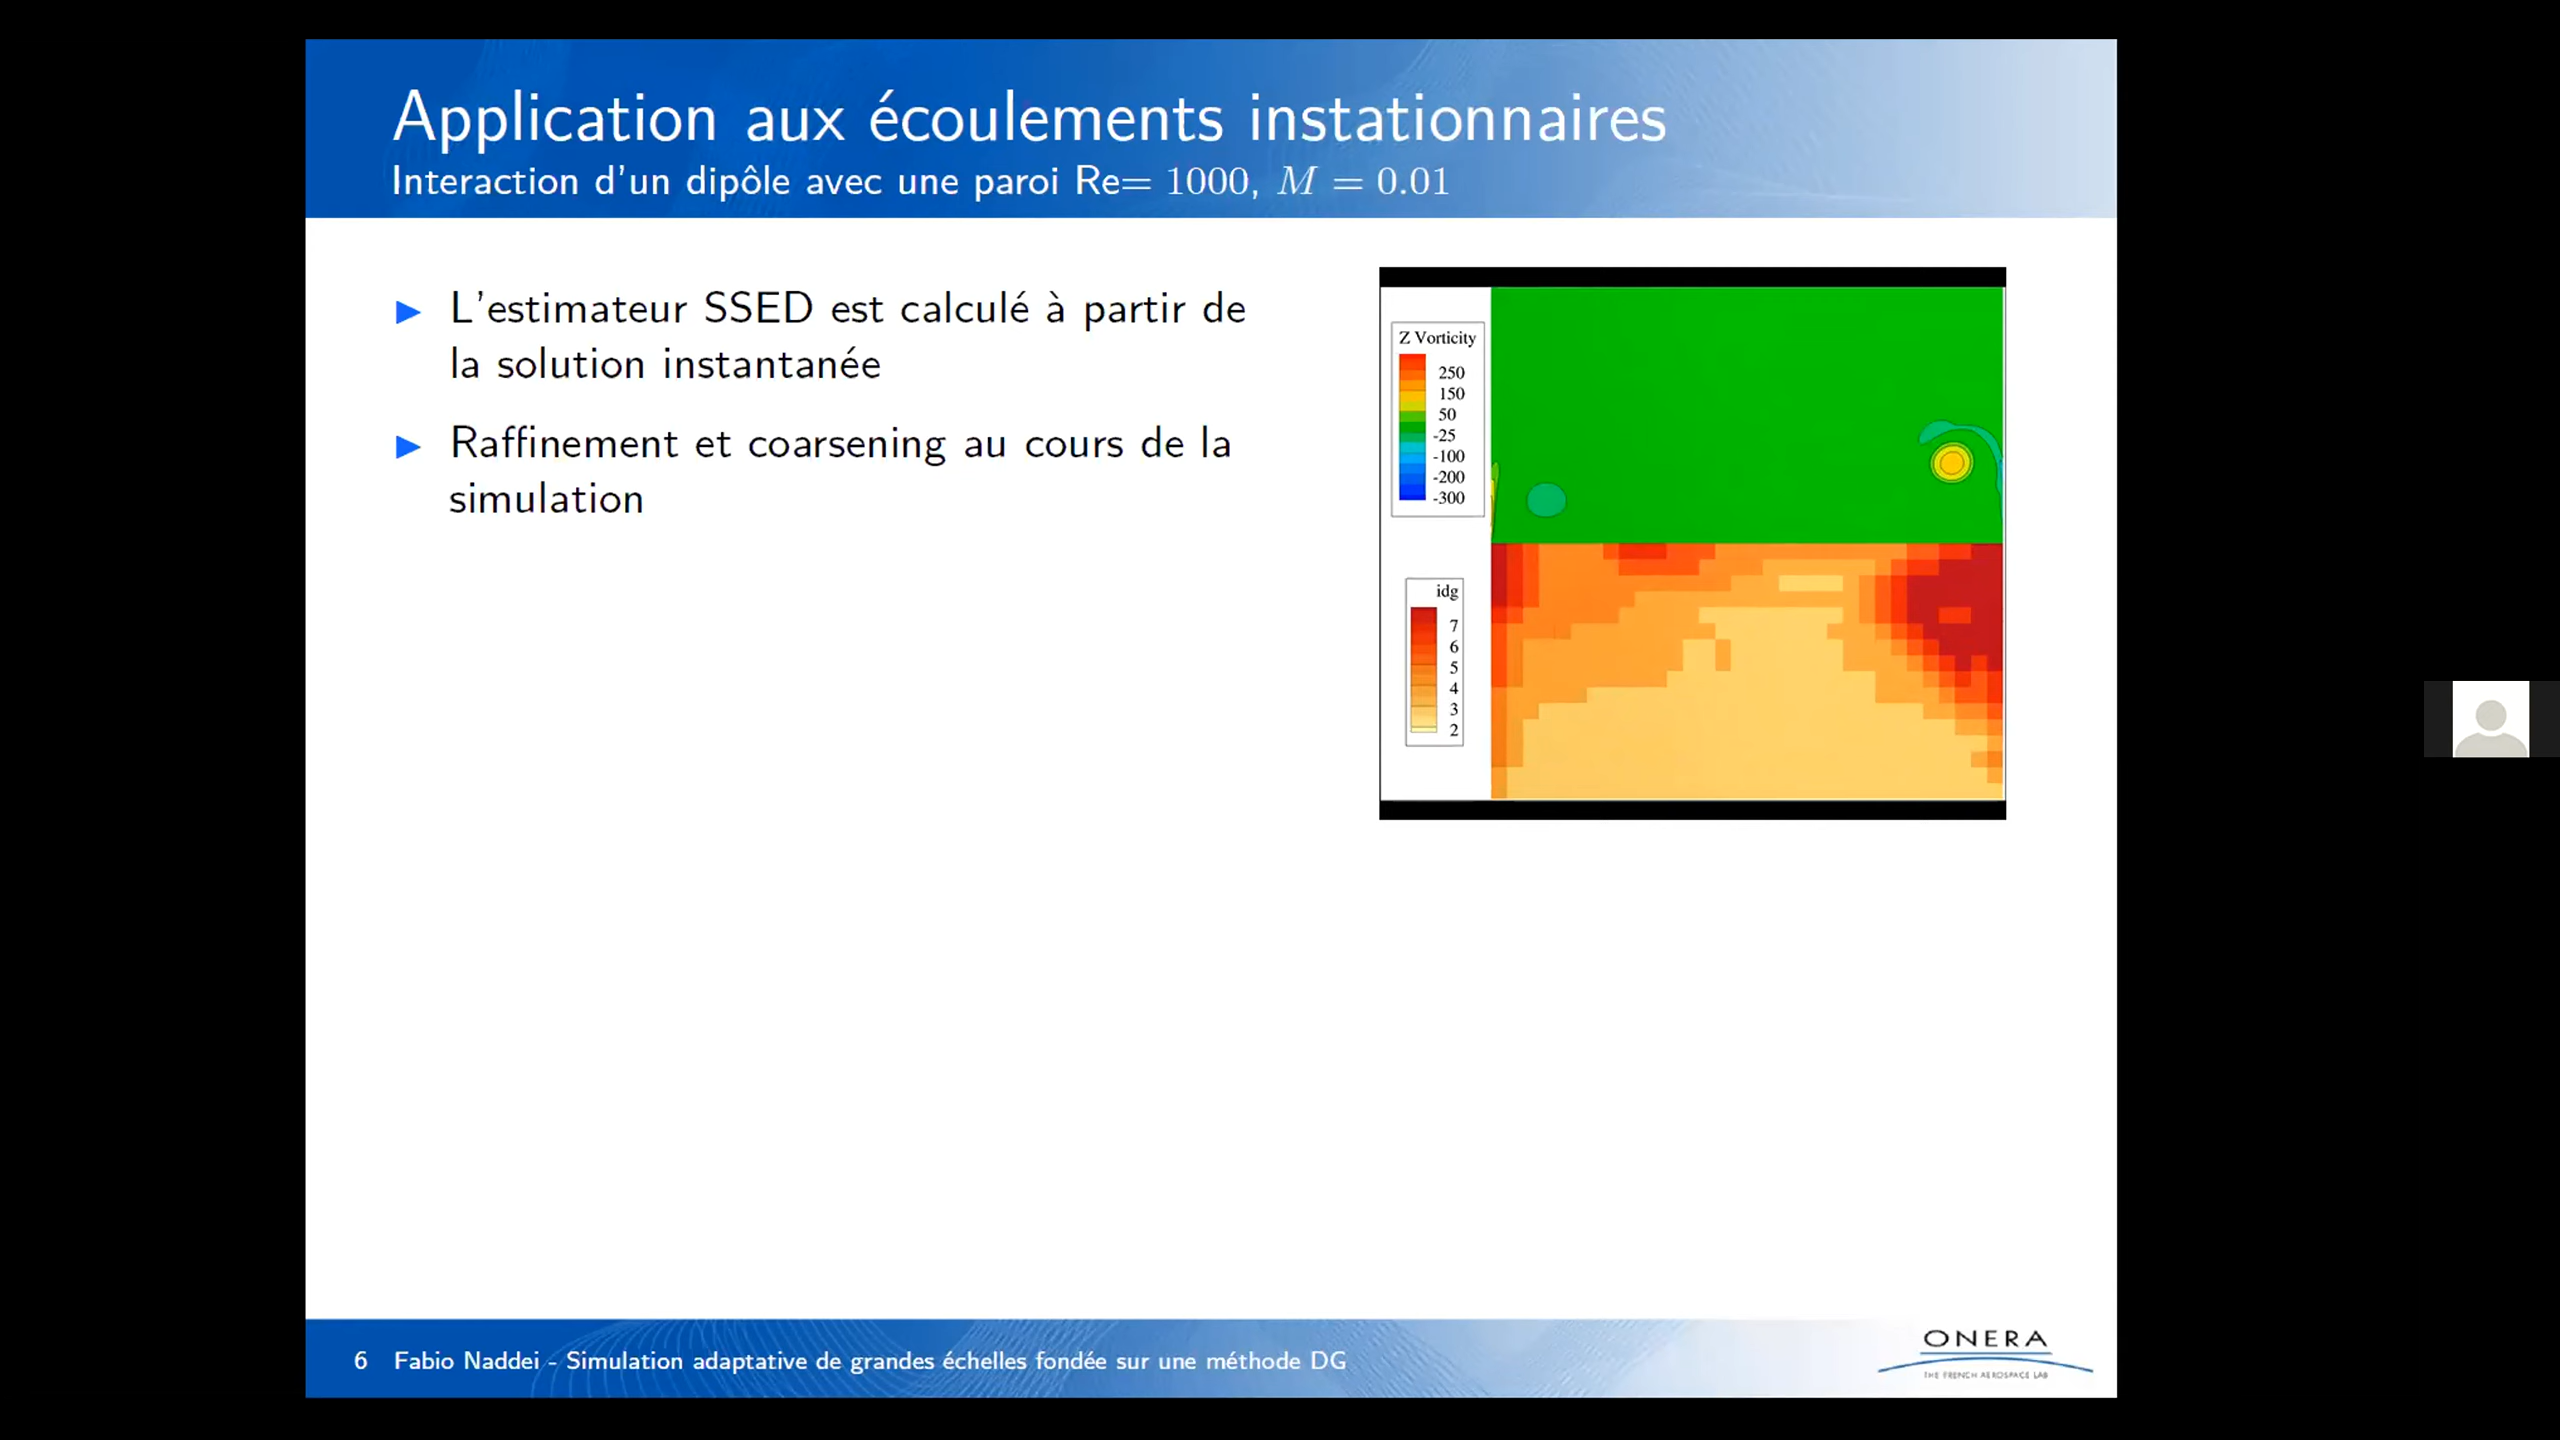 Application aux écoulements instationnaires
Interaction d'un dipôle avec une paroi Re= 1000, M = 0.01
L'estimateur SSED est calculé à partir de
la solution instantanée
Raffinement et coarsening au cours de la
simulation
Z Vorticity
250
150
50
-25
-100
-200
-300
idg
7
6
5
4
3
2
6 Fabio Naddei - Simulation adaptative de grandes échelles fondée sur une méthode DG
ONERA
THE FRENCH AEROSPACE LAB